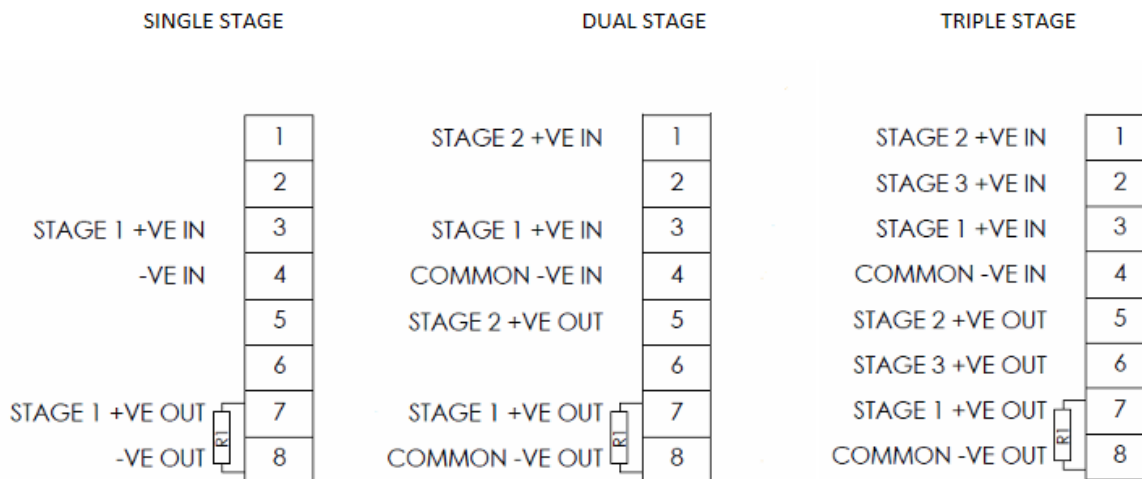 SINGLE STAGE
DUAL STAGE
TRIPLE STAGE
1
2
STAGE 1 +VE IN 3
-VE IN 4
5
6
STAGE 1 +VE OUT R1 7
-VE OUT 8
STAGE 2 +VE IN 1
2
STAGE 1 +VE IN 3
COMMON -VE IN 4
STAGE 2 +VE OUT 5
6
STAGE 1 +VE OUT R1 7
COMMON -VE OUT 8
STAGE 2 +VE IN 1
STAGE 3 +VE IN 2
STAGE 1 +VE IN 3
COMMON -VE IN 4
STAGE 2 +VE OUT 5
STAGE 3 +VE OUT 6
STAGE 1 +VE OUT R1 7
COMMON -VE OUT 8